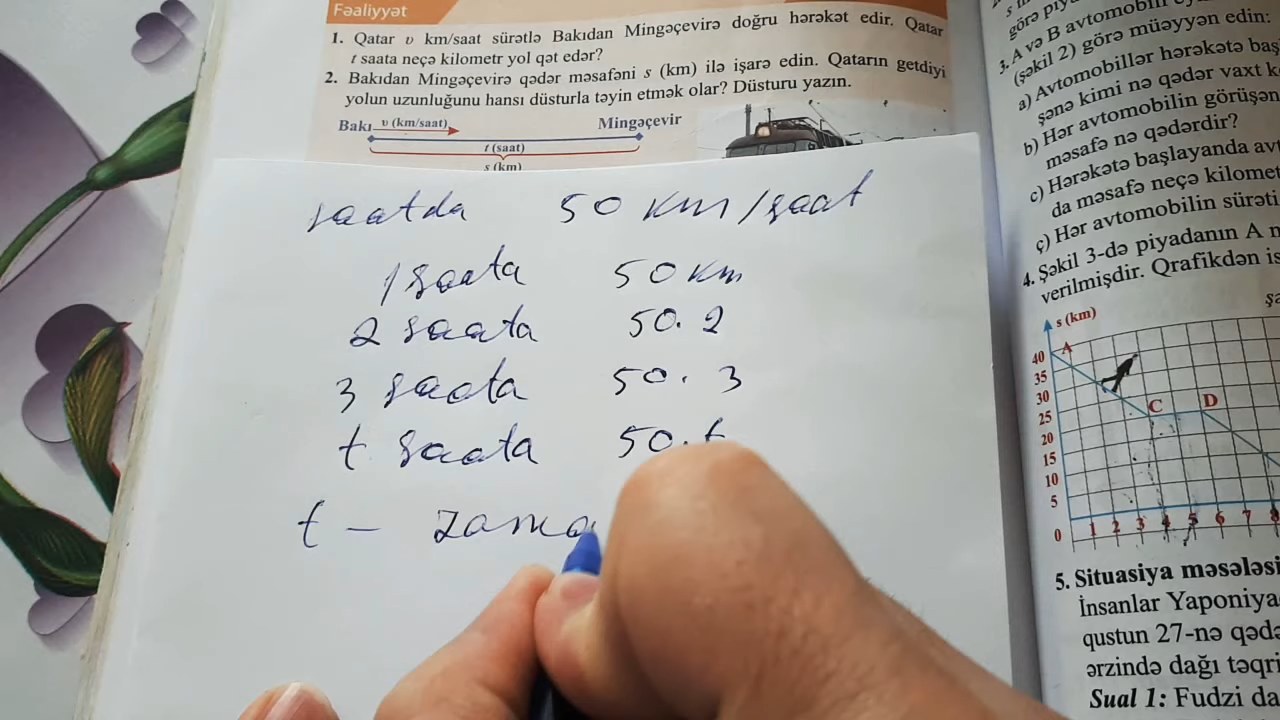 Fəaliyyət
1. Qatar υ km/saat sürətlə Bakıdan Mingəçevirə doğru hərəkət edir. Qatar
t saata neçə kilometr yol qət edər?
2. Bakıdan Mingəçevirə qədər məsafəni s (km) ilə işarə edin. Qatarın getdiyi
yolun uzunluğunu hansı düsturla təyin etmək olar? Düsturu yazın.
Bakı υ (km/saat) Mingəçevir
t (saat)
s (km)
saatda 50 km/saat
1 saata 50 km
2 saata 50. 2
3 saata 50. 3
t saata 50. t
t – zama
görə piy
3. A və B avtomobil
(şəkil 2) görə müəyyən edin:
a) Avtomobillər hərəkətə baş
şənə kimi nə qədər vaxt k
b) Hər avtomobilin görüşən
məsafə nə qədərdir?
c) Hərəkətə başlayanda avt
da məsafə neçə kilomet
ç) Hər avtomobilin sürəti
4. Şəkil 3-də piyadanın A m
verilmişdir. Qrafikdən is
s (km)
40 A
35
30 C D
25
20
15
10
5
0 1 2 3 4 5 6 7 8
5. Situasiya məsələsi
İnsanlar Yaponiya
qustun 27-nə qədə
ərzində dağı təqri
Sual 1: Fudzi da